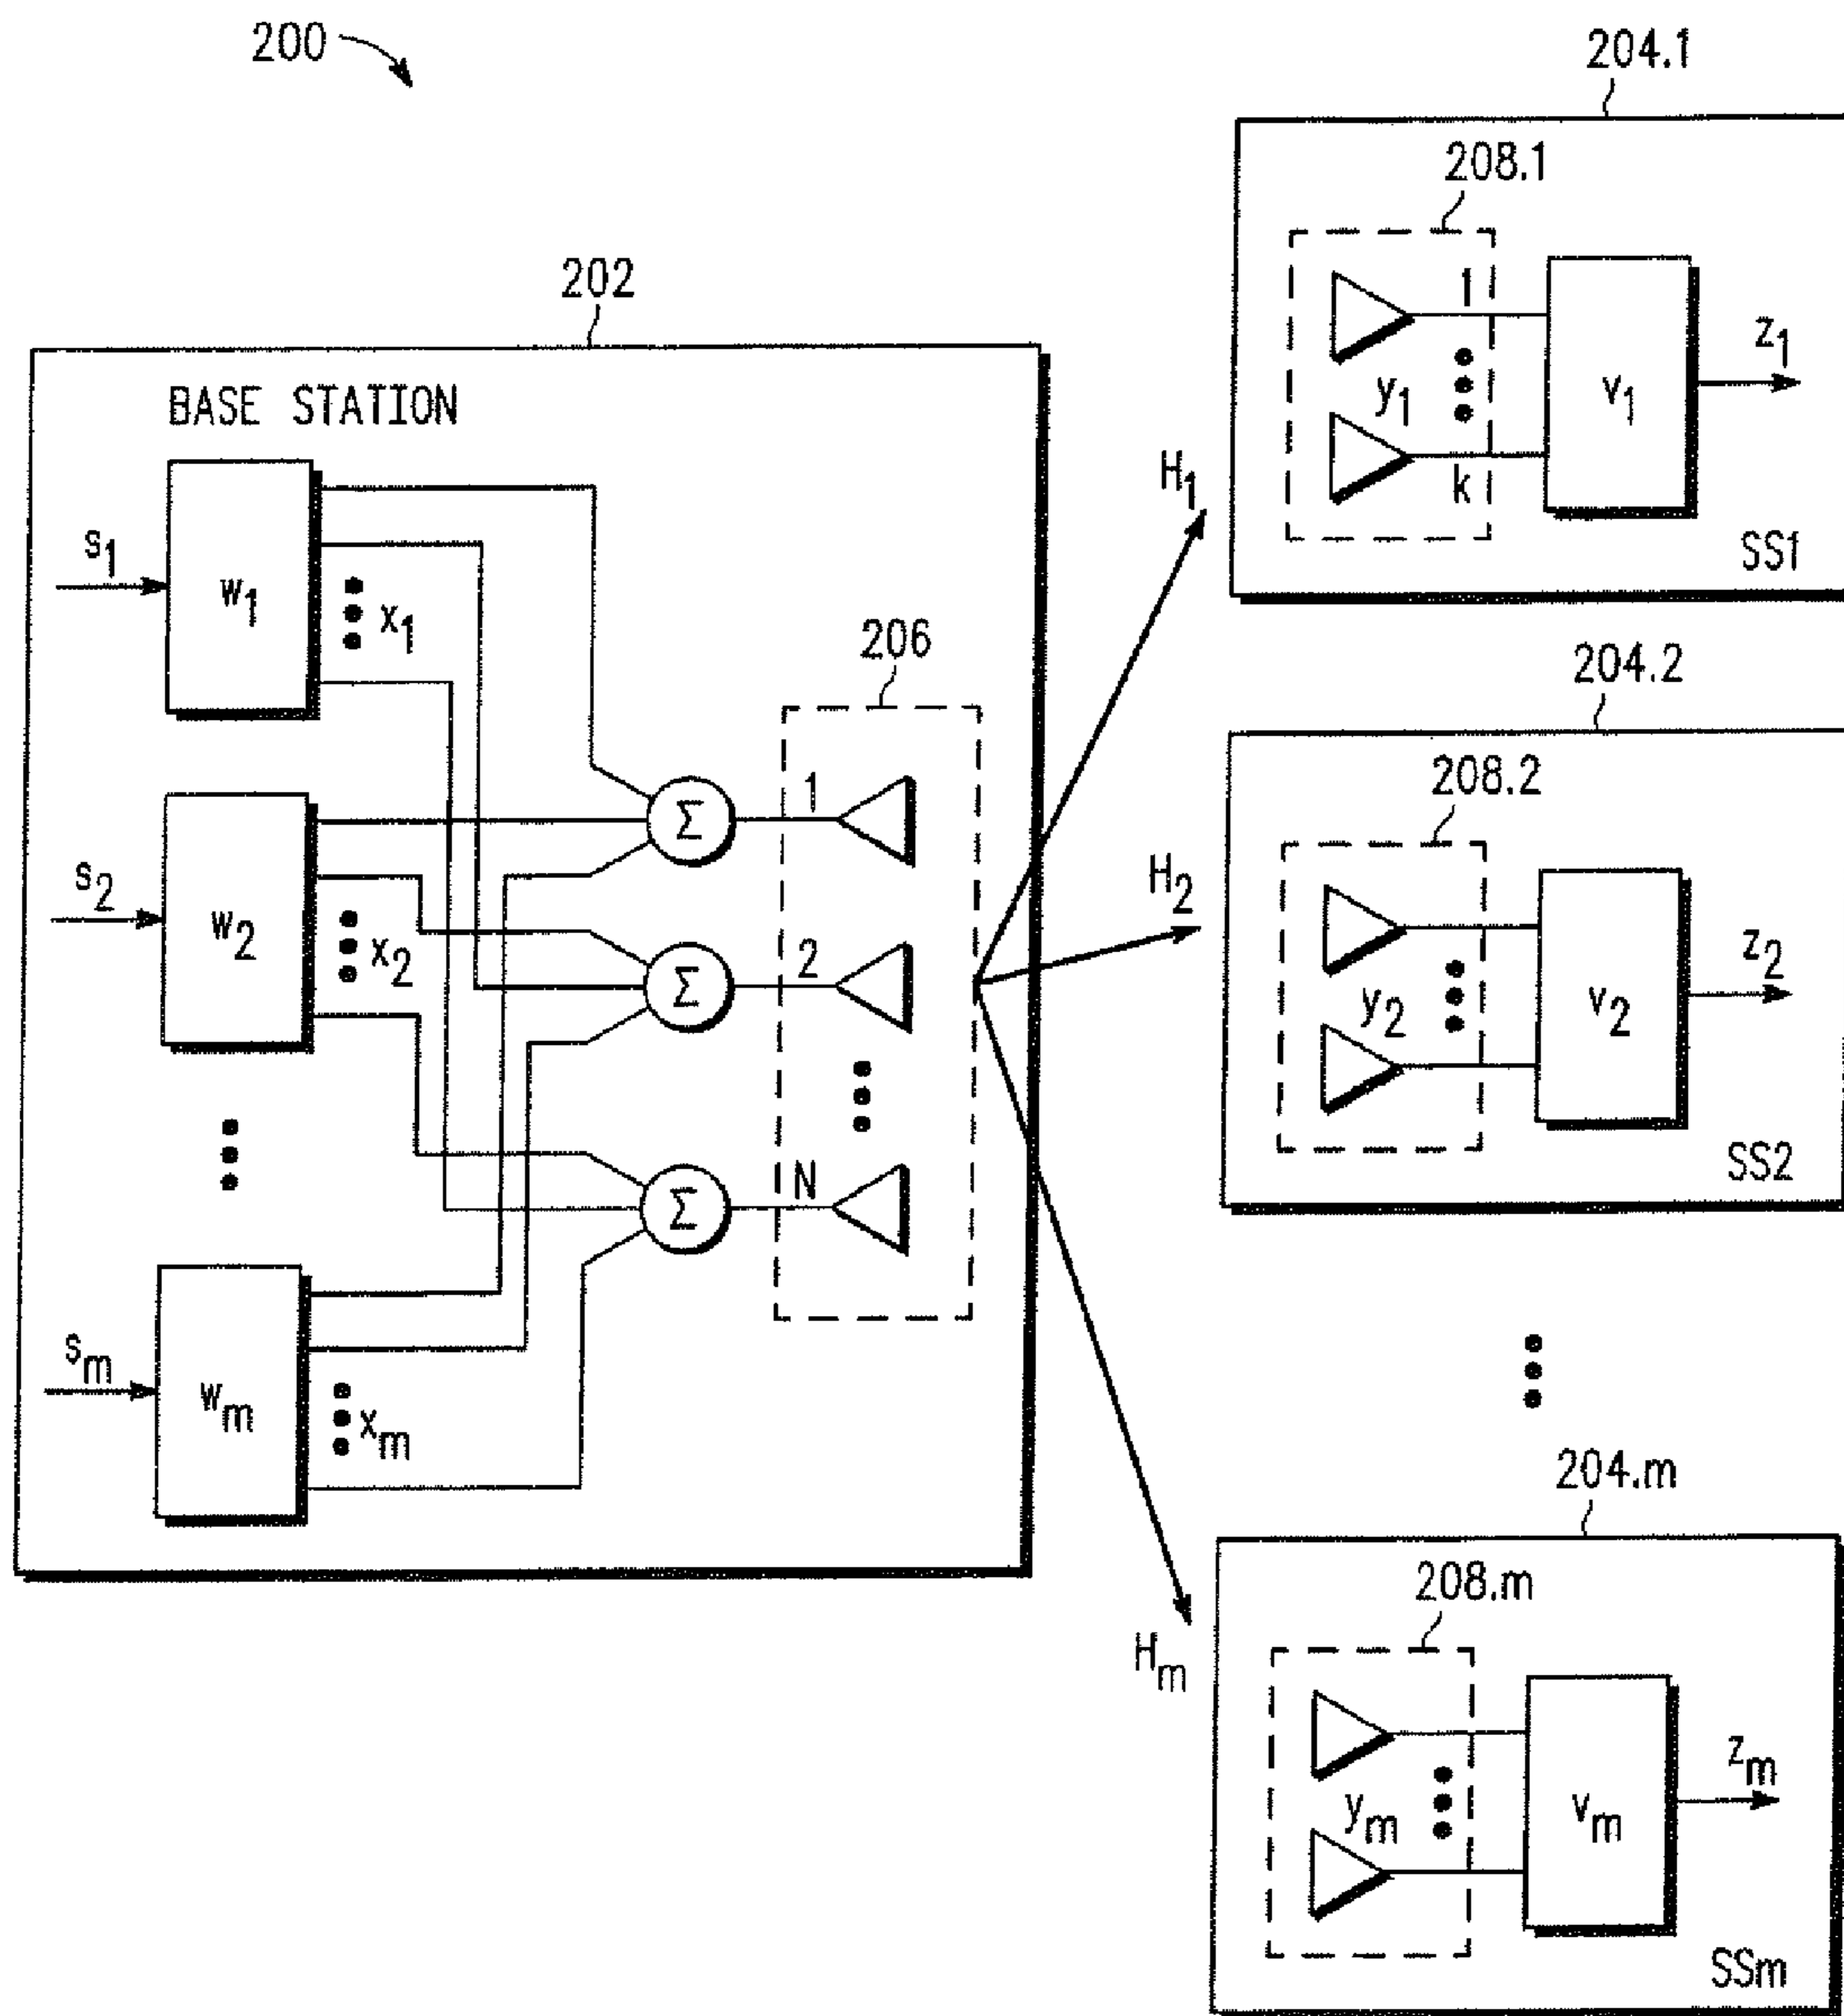 200
202
BASE STATION
s1
w1
x1
s2
w2
x2
sm
wm
xm
Σ
Σ
Σ
206
1
2
N
H1
H2
Hm
204.1
208.1
1
y1
k
v1
z1
SS1
204.2
208.2
y2
v2
z2
SS2
204.m
208.m
ym
vm
zm
SSm